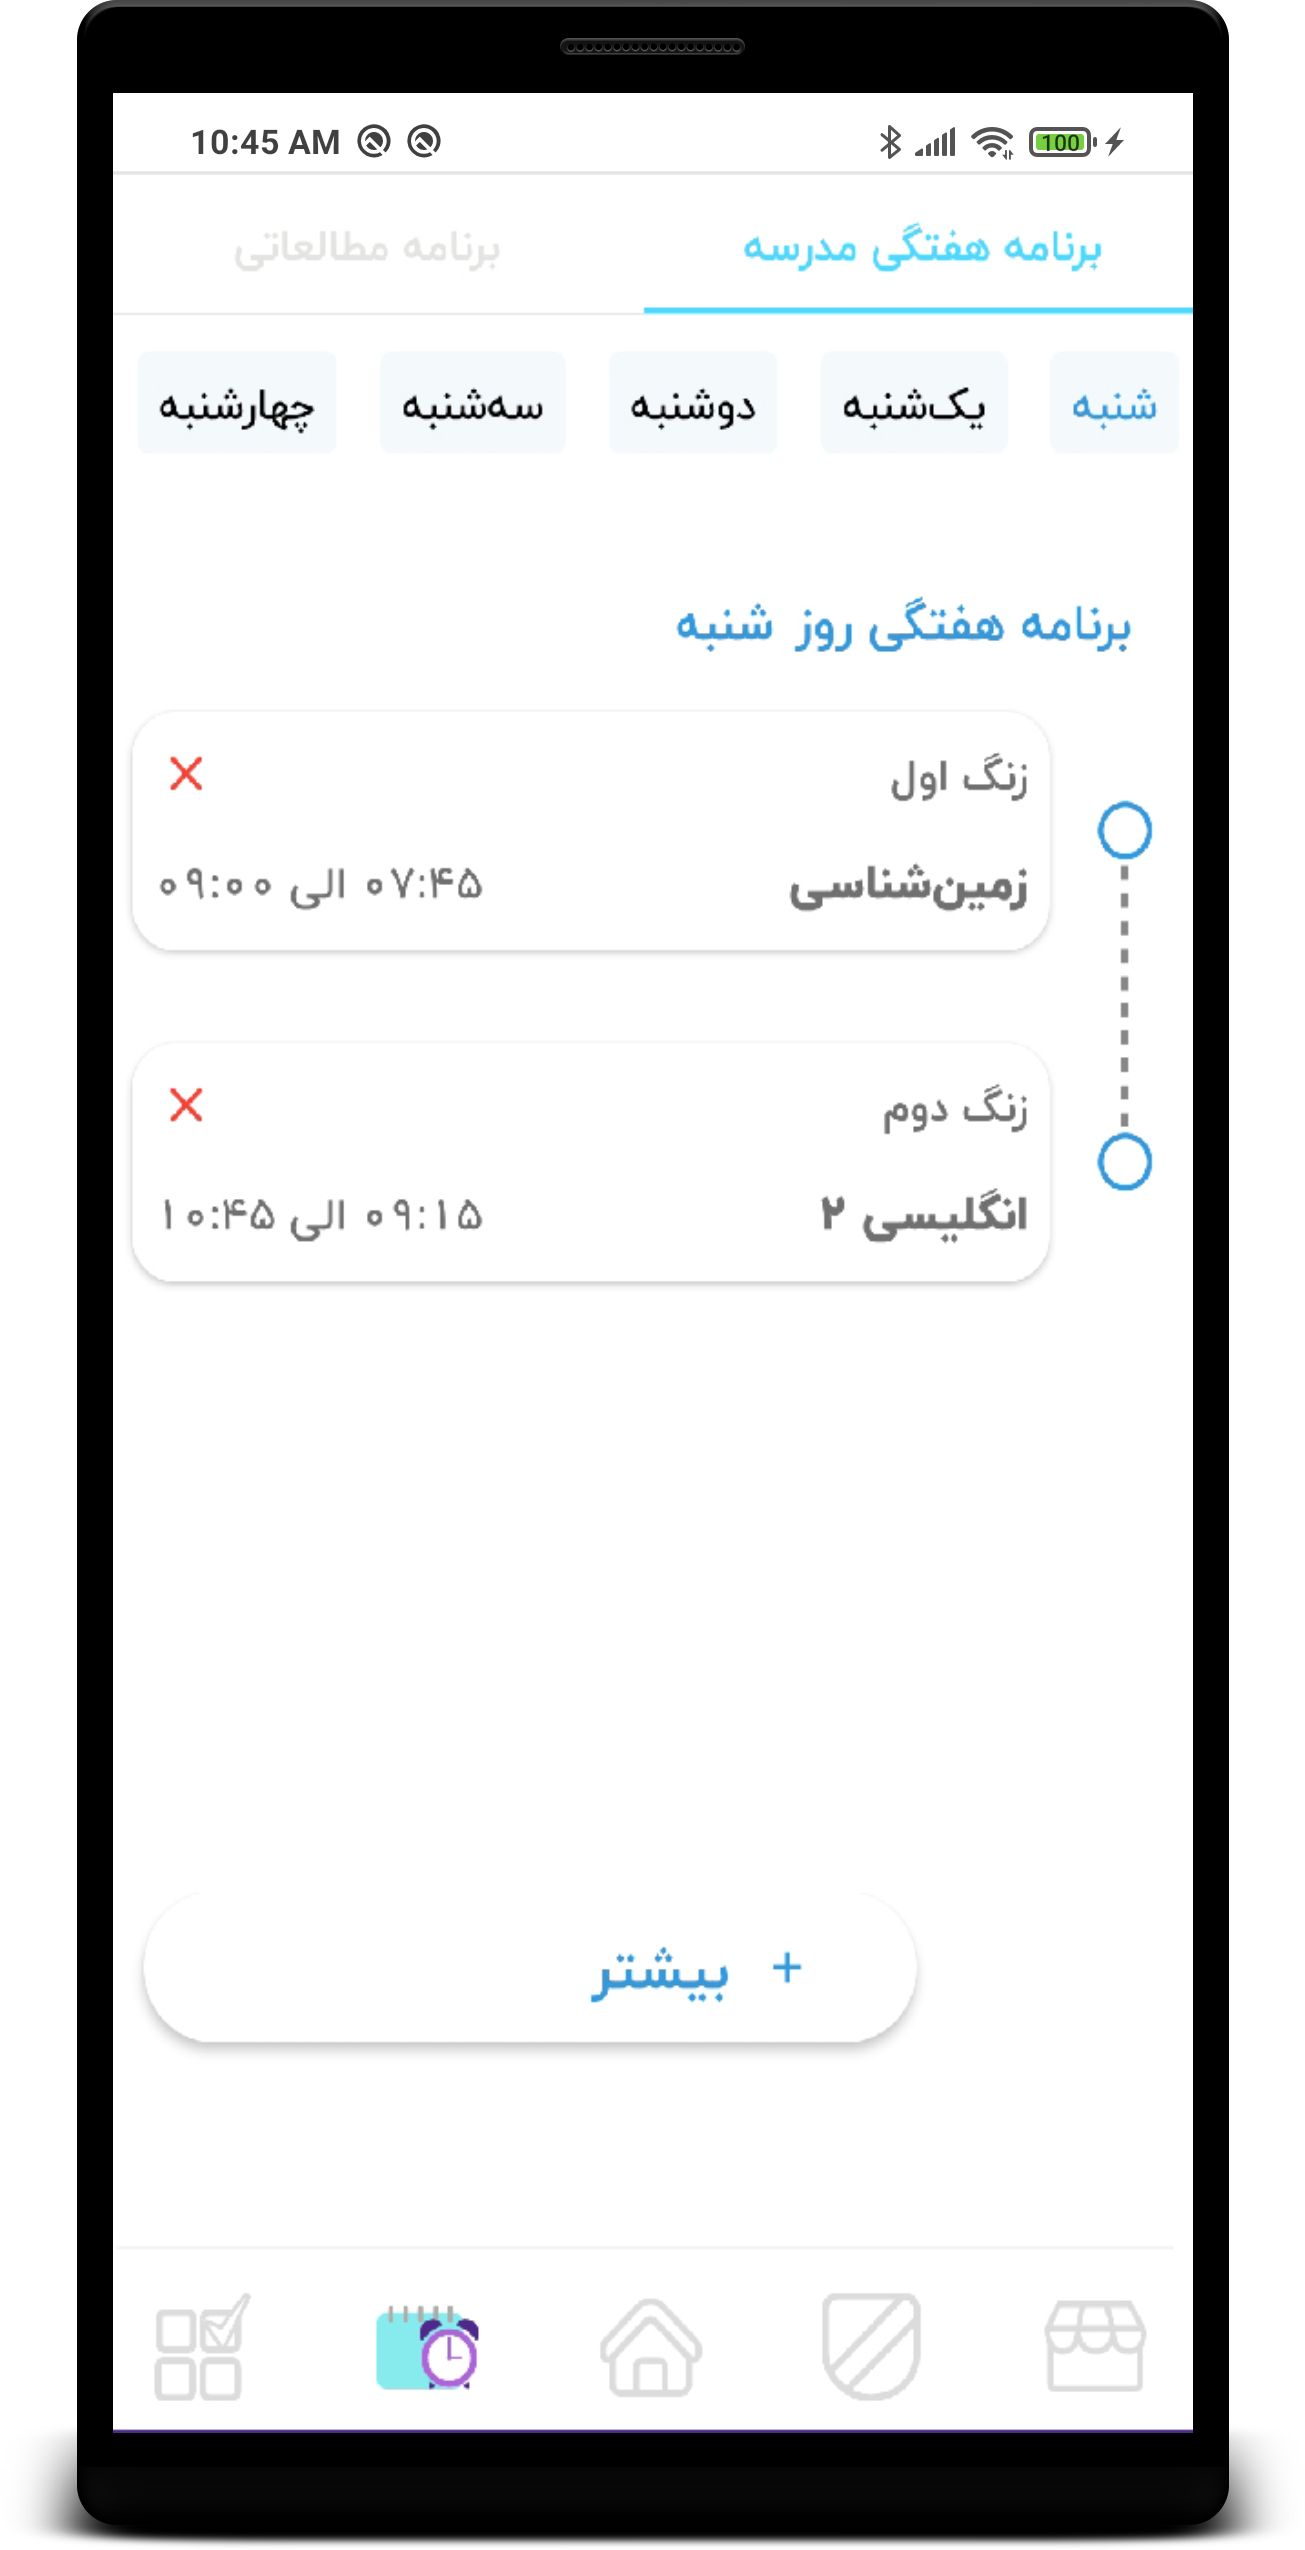 10:45 AM 100
برنامه هفتگی مدرسه برنامه مطالعاتی
شنبه یک‌شنبه دوشنبه سه‌شنبه چهارشنبه
برنامه هفتگی روز شنبه
زنگ اول
زمین‌شناسی ۰۷:۴۵ الی ۰۹:۰۰
زنگ دوم
انگلیسی ۲ ۰۹:۱۵ الی ۱۰:۴۵
+ بیشتر